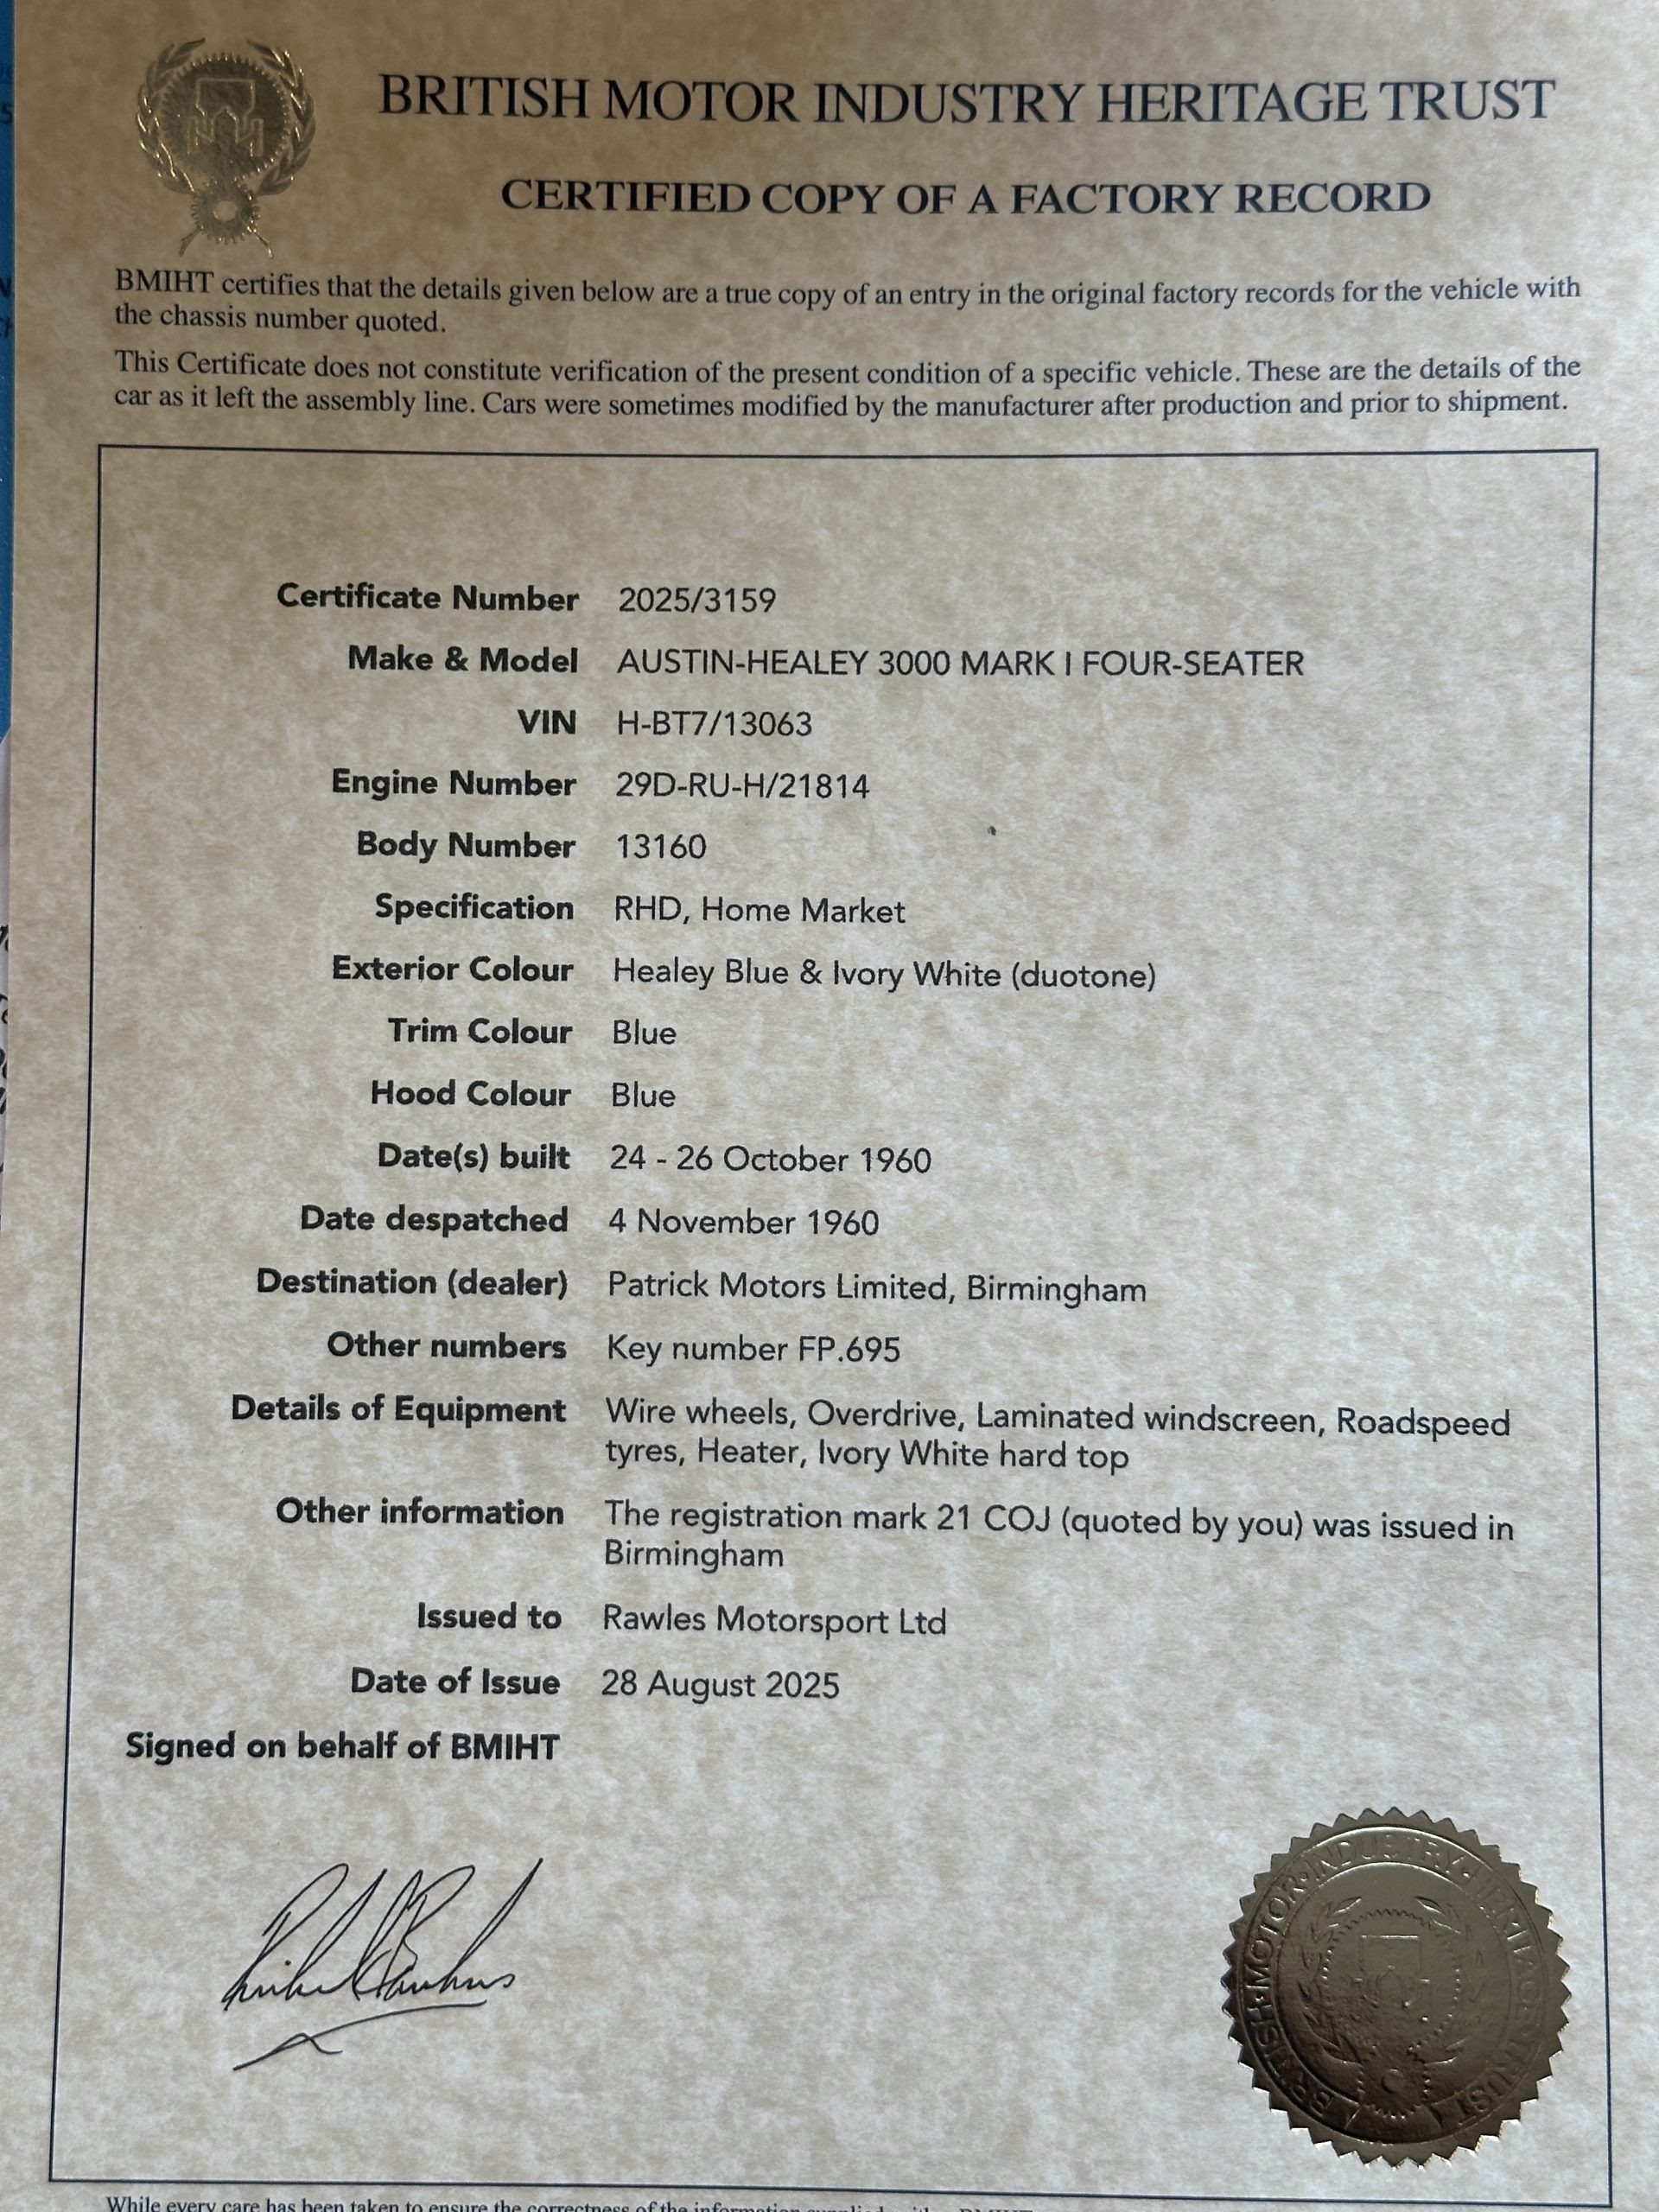 BRITISH MOTOR INDUSTRY HERITAGE TRUST
CERTIFIED COPY OF A FACTORY RECORD
BMIHT certifies that the details given below are a true copy of an entry in the original factory records for the vehicle with
the chassis number quoted.
This Certificate does not constitute verification of the present condition of a specific vehicle. These are the details of the
car as it left the assembly line. Cars were sometimes modified by the manufacturer after production and prior to shipment.
Certificate Number 2025/3159
Make & Model AUSTIN-HEALEY 3000 MARK I FOUR-SEATER
VIN H-BT7/13063
Engine Number 29D-RU-H/21814
Body Number 13160
Specification RHD, Home Market
Exterior Colour Healey Blue & Ivory White (duotone)
Trim Colour Blue
Hood Colour Blue
Date(s) built 24 - 26 October 1960
Date despatched 4 November 1960
Destination (dealer) Patrick Motors Limited, Birmingham
Other numbers Key number FP.695
Details of Equipment Wire wheels, Overdrive, Laminated windscreen, Roadspeed
tyres, Heater, Ivory White hard top
Other information The registration mark 21 COJ (quoted by you) was issued in
Birmingham
Issued to Rawles Motorsport Ltd
Date of Issue 28 August 2025
Signed on behalf of BMIHT
BRITISH·MOTOR·INDUSTRY·HERITAGE·TRUST
While every care has been taken to ensure the correctness of the information